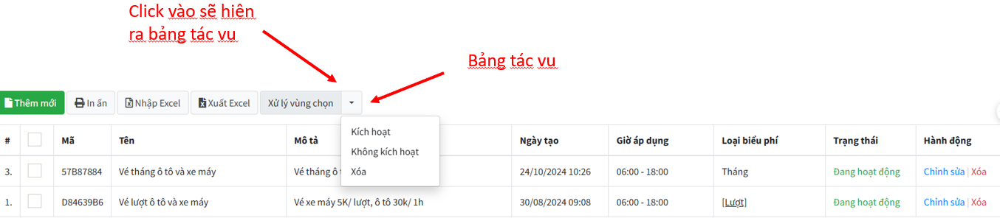 Click vào sẽ hiên
ra bảng tác vu
Bảng tác vu
Thêm mới In ấn Nhập Excel Xuất Excel Xử lý vùng chọn
Kích hoạt
Không kích hoạt
Xóa
# Mã Tên Mô tả Ngày tạo Giờ áp dụng Loại biểu phí Trạng thái Hành động
3. 57B87884 Vé tháng ô tô và xe máy Vé tháng ô t 24/10/2024 10:26 06:00 - 18:00 Tháng Đang hoạt động Chỉnh sửa | Xóa
1. D84639B6 Vé lượt ô tô và xe máy Vé xe máy 5K/ lượt, ô tô 30k/ 1h 30/08/2024 09:08 06:00 - 18:00 [Lượt] Đang hoạt động Chỉnh sửa | Xóa